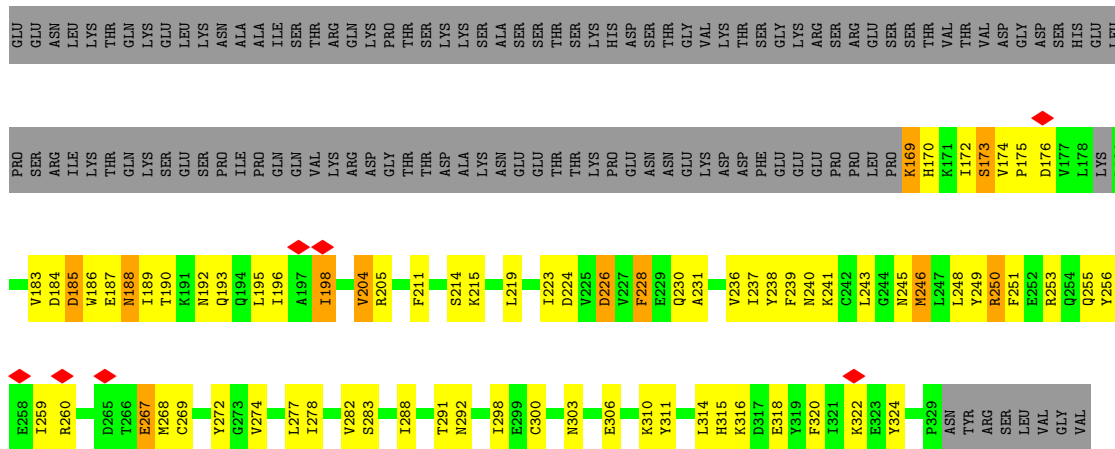 GLU GLU ASN LEU LYS THR GLN LYS GLU LEU LYS ASN ALA ALA ILE SER THR ARG GLN LYS PRO THR SER LYS LYS SER ALA SER SER THR SER LYS HIS ASP SER THR GLY VAL LYS THR SER GLY LYS ARG SER ARG GLU SER SER THR VAL THR VAL ASP GLY ASP SER HIS GLU LEU
PRO SER ARG ILE LYS THR GLN LYS SER GLU SER PRO ILE PRO GLN VAL LYS ARG ASP GLY THR THR ASP ALA LYS ASN GLU GLU THR THR LYS PRO GLU ASN ASN GLU LYS ASP ASP PHE GLU GLU GLU PRO PRO LEU PRO K169 H170 K171 I172 S173 V174 P175 D176 V177 L178 LYS
V183 D184 D185 W186 E187 N188 I189 T190 K191 N192 Q193 Q194 L195 I196 A197 I198 V204 R205 F211 S214 K215 L219 I223 D224 V225 D226 V227 F228 E229 Q230 A231 V236 I237 Y238 F239 N240 K241 C242 L243 G244 N245 M246 L247 L248 Y249 R250 F251 E252 R253 Q254 Q255 Y256
E258 I259 R260 D265 T266 E267 M268 C269 Y272 G273 V274 L277 I278 V282 S283 I288 T291 N292 I298 E299 C300 N303 E306 K310 Y311 L314 H315 K316 D317 E318 Y319 F320 I321 K322 E323 Y324 P329 ASN TYR ARG SER LEU VAL GLY VAL